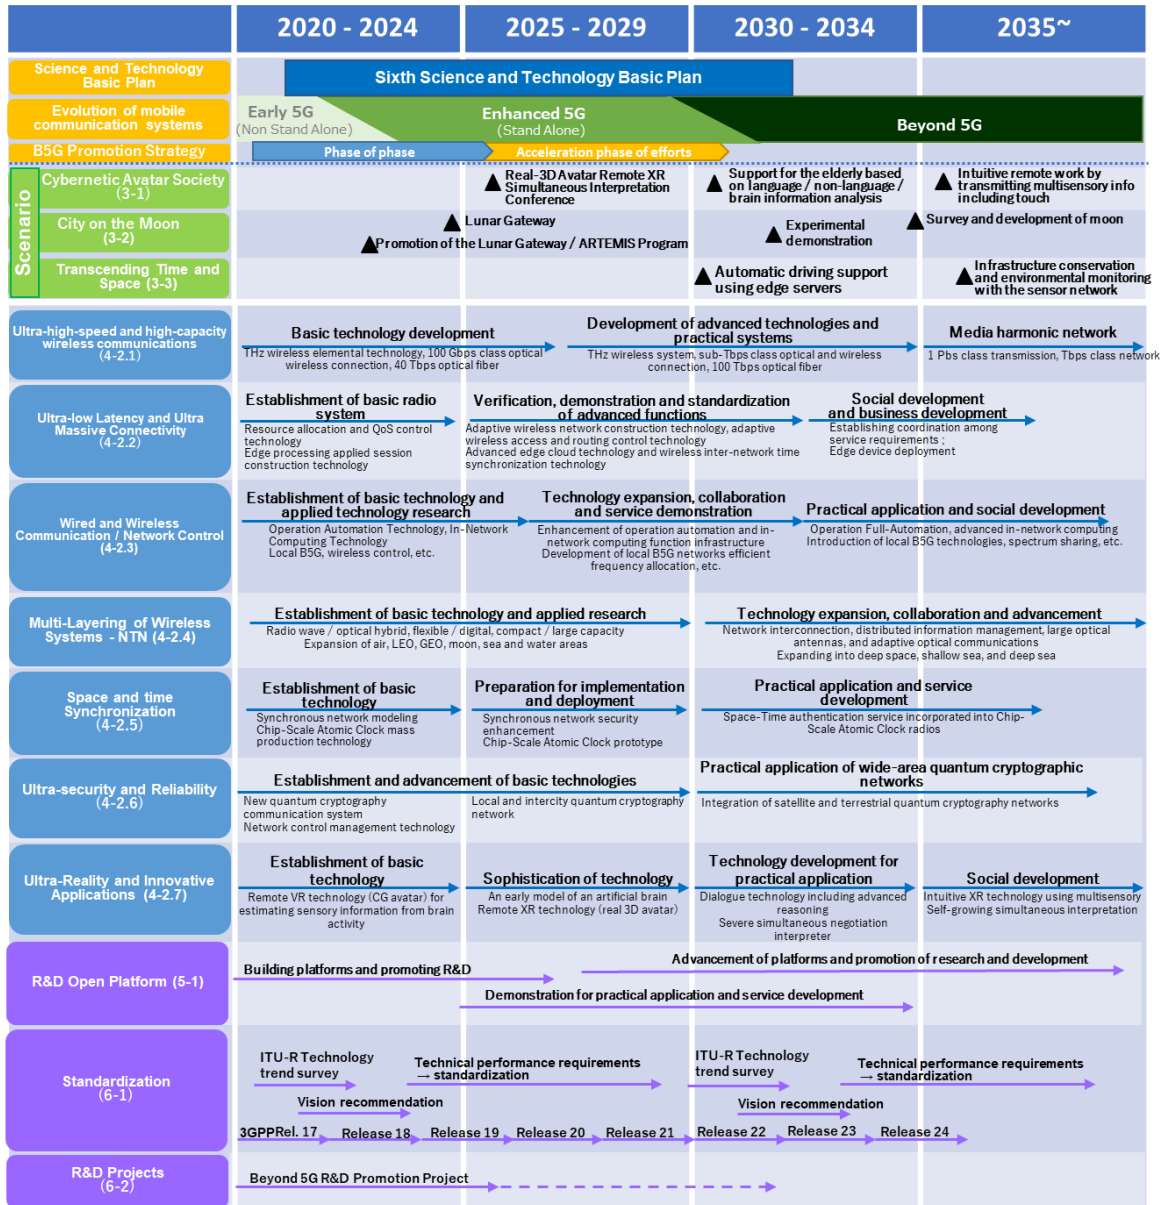 2020 - 2024
2025 - 2029
2030 - 2034
2035~
Science and Technology
Basic Plan
Sixth Science and Technology Basic Plan
Evolution of mobile
communication systems
Early 5G
(Non Stand Alone)
Enhanced 5G
(Stand Alone)
Beyond 5G
B5G Promotion Strategy
Phase of phase
Acceleration phase of efforts
Scenario
Cybernetic Avatar Society
(3-1)
▲ Real-3D Avatar Remote XR
Simultaneous Interpretation
Conference
▲ Support for the elderly based
on language / non-language /
brain information analysis
▲ Intuitive remote work by
transmitting multisensory info
including touch
City on the Moon
(3-2)
▲ Lunar Gateway
▲ Promotion of the Lunar Gateway / ARTEMIS Program
▲ Experimental
demonstration
▲ Survey and development of moon
Transcending Time and
Space (3-3)
▲ Automatic driving support
using edge servers
▲ Infrastructure conservation
and environmental monitoring
with the sensor network
Ultra-high-speed and high-capacity
wireless communications
(4-2.1)
Basic technology development
THz wireless elemental technology, 100 Gbps class optical
wireless connection, 40 Tbps optical fiber
Development of advanced technologies and
practical systems
THz wireless system, sub-Tbps class optical and wireless
connection, 100 Tbps optical fiber
Media harmonic network
1 Pbs class transmission, Tbps class network
Ultra-low Latency and Ultra
Massive Connectivity
(4-2.2)
Establishment of basic radio
system
Resource allocation and QoS control
technology
Edge processing applied session
construction technology
Verification, demonstration and standardization
of advanced functions
Adaptive wireless network construction technology, adaptive
wireless access and routing control technology
Advanced edge cloud technology and wireless inter-network time
synchronization technology
Social development
and business development
Establishing coordination among
service requirements ;
Edge device deployment
Wired and Wireless
Communication / Network Control
(4-2.3)
Establishment of basic technology and
applied technology research
Operation Automation Technology, In-Network
Computing Technology
Local B5G, wireless control, etc.
Technology expansion, collaboration
and service demonstration
Enhancement of operation automation and in-
network computing function infrastructure
Development of local B5G networks efficient
frequency allocation, etc.
Practical application and social development
Operation Full-Automation, advanced in-network computing
Introduction of local B5G technologies, spectrum sharing, etc.
Multi-Layering of Wireless
Systems - NTN (4-2.4)
Establishment of basic technology and applied research
Radio wave / optical hybrid, flexible / digital, compact / large capacity
Expansion of air, LEO, GEO, moon, sea and water areas
Technology expansion, collaboration and advancement
Network interconnection, distributed information management, large optical
antennas, and adaptive optical communications
Expanding into deep space, shallow sea, and deep sea
Space and time
Synchronization
(4-2.5)
Establishment of basic
technology
Synchronous network modeling
Chip-Scale Atomic Clock mass
production technology
Preparation for implementation
and deployment
Synchronous network security
enhancement
Chip-Scale Atomic Clock prototype
Practical application and service
development
Space-Time authentication service incorporated into Chip-
Scale Atomic Clock radios
Ultra-security and Reliability
(4-2.6)
Establishment and advancement of basic technologies
New quantum cryptography
communication system
Network control management technology
Local and intercity quantum cryptography
network
Practical application of wide-area quantum cryptographic
networks
Integration of satellite and terrestrial quantum cryptography networks
Ultra-Reality and Innovative
Applications (4-2.7)
Establishment of basic
technology
Remote VR technology (CG avatar) for
estimating sensory information from brain
activity
Sophistication of technology
An early model of an artificial brain
Remote XR technology (real 3D avatar)
Technology development for
practical application
Dialogue technology including advanced
reasoning
Severe simultaneous negotiation
interpreter
Social development
Intuitive XR technology using multisensory
Self-growing simultaneous interpretation
R&D Open Platform (5-1)
Building platforms and promoting R&D
Advancement of platforms and promotion of research and development
Demonstration for practical application and service development
Standardization
(6-1)
ITU-R Technology
trend survey
Technical performance requirements
→ standardization
ITU-R Technology
trend survey
Technical performance requirements
→ standardization
Vision recommendation
Vision recommendation
3GPPRel. 17
Release 18
Release 19
Release 20
Release 21
Release 22
Release 23
Release 24
R&D Projects
(6-2)
Beyond 5G R&D Promotion Project